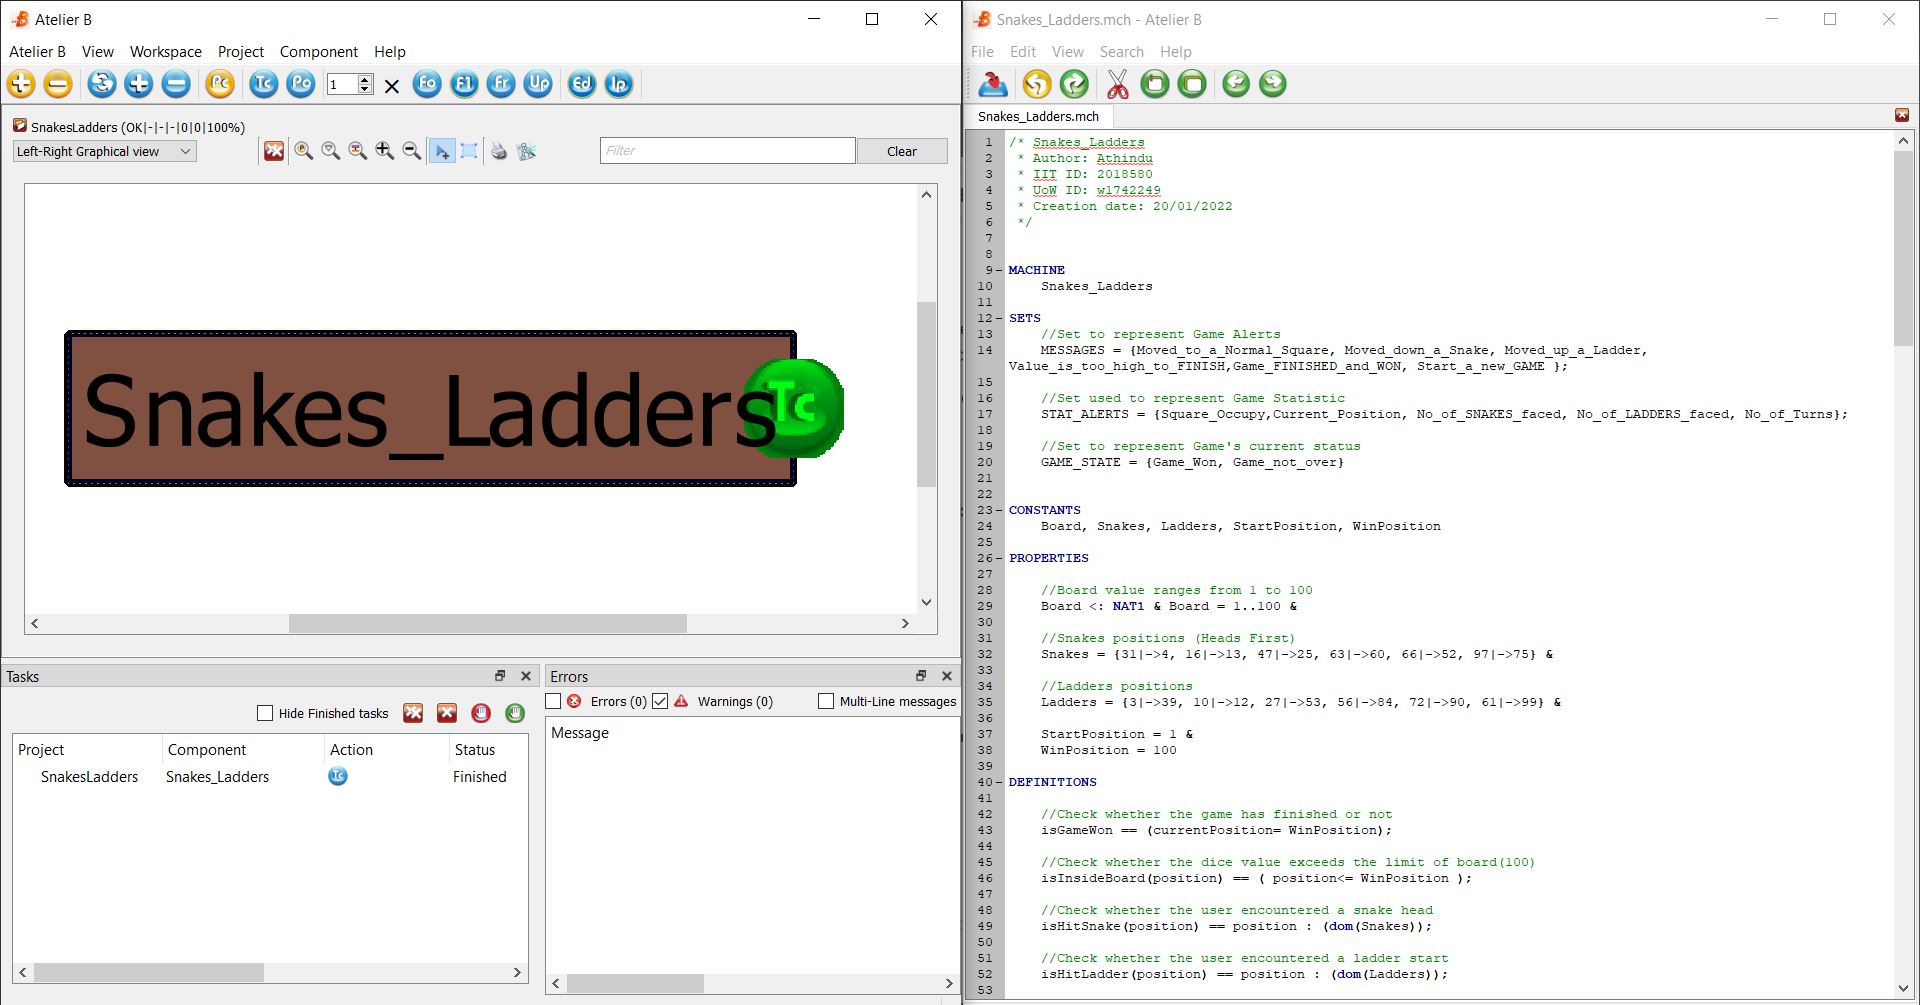 Atelier B
Atelier B View Workspace Project Component Help
Pc Tc Po 1 Fo F1 Fr Up Ed Ip
SnakesLadders (OK|-|-|-|0|0|100%)
Left-Right Graphical view
Filter
Clear
Snakes_Ladders
Tc
Tasks
Hide Finished tasks
Project Component Action Status
SnakesLadders Snakes_Ladders Tc Finished
Errors
Errors (0) Warnings (0) Multi-Line messages
Message
Snakes_Ladders.mch - Atelier B
File Edit View Search Help
Snakes_Ladders.mch
1 /* Snakes_Ladders
2 * Author: Athindu
3 * IIT ID: 2018580
4 * UoW ID: w1742249
5 * Creation date: 20/01/2022
6 */
7
8
9 MACHINE
10 Snakes_Ladders
11
12 SETS
13 //Set to represent Game Alerts
14 MESSAGES = {Moved_to_a_Normal_Square, Moved_down_a_Snake, Moved_up_a_Ladder,
Value_is_too_high_to_FINISH,Game_FINISHED_and_WON, Start_a_new_GAME };
15
16 //Set used to represent Game Statistic
17 STAT_ALERTS = {Square_Occupy,Current_Position, No_of_SNAKES_faced, No_of_LADDERS_faced, No_of_Turns};
18
19 //Set to represent Game's current status
20 GAME_STATE = {Game_Won, Game_not_over}
21
22
23 CONSTANTS
24 Board, Snakes, Ladders, StartPosition, WinPosition
25
26 PROPERTIES
27
28 //Board value ranges from 1 to 100
29 Board <: NAT1 & Board = 1..100 &
30
31 //Snakes positions (Heads First)
32 Snakes = {31|->4, 16|->13, 47|->25, 63|->60, 66|->52, 97|->75} &
33
34 //Ladders positions
35 Ladders = {3|->39, 10|->12, 27|->53, 56|->84, 72|->90, 61|->99} &
36
37 StartPosition = 1 &
38 WinPosition = 100
39
40 DEFINITIONS
41
42 //Check whether the game has finished or not
43 isGameWon == (currentPosition= WinPosition);
44
45 //Check whether the dice value exceeds the limit of board(100)
46 isInsideBoard(position) == ( position<= WinPosition );
47
48 //Check whether the user encountered a snake head
49 isHitSnake(position) == position : (dom(Snakes));
50
51 //Check whether the user encountered a ladder start
52 isHitLadder(position) == position : (dom(Ladders));
53